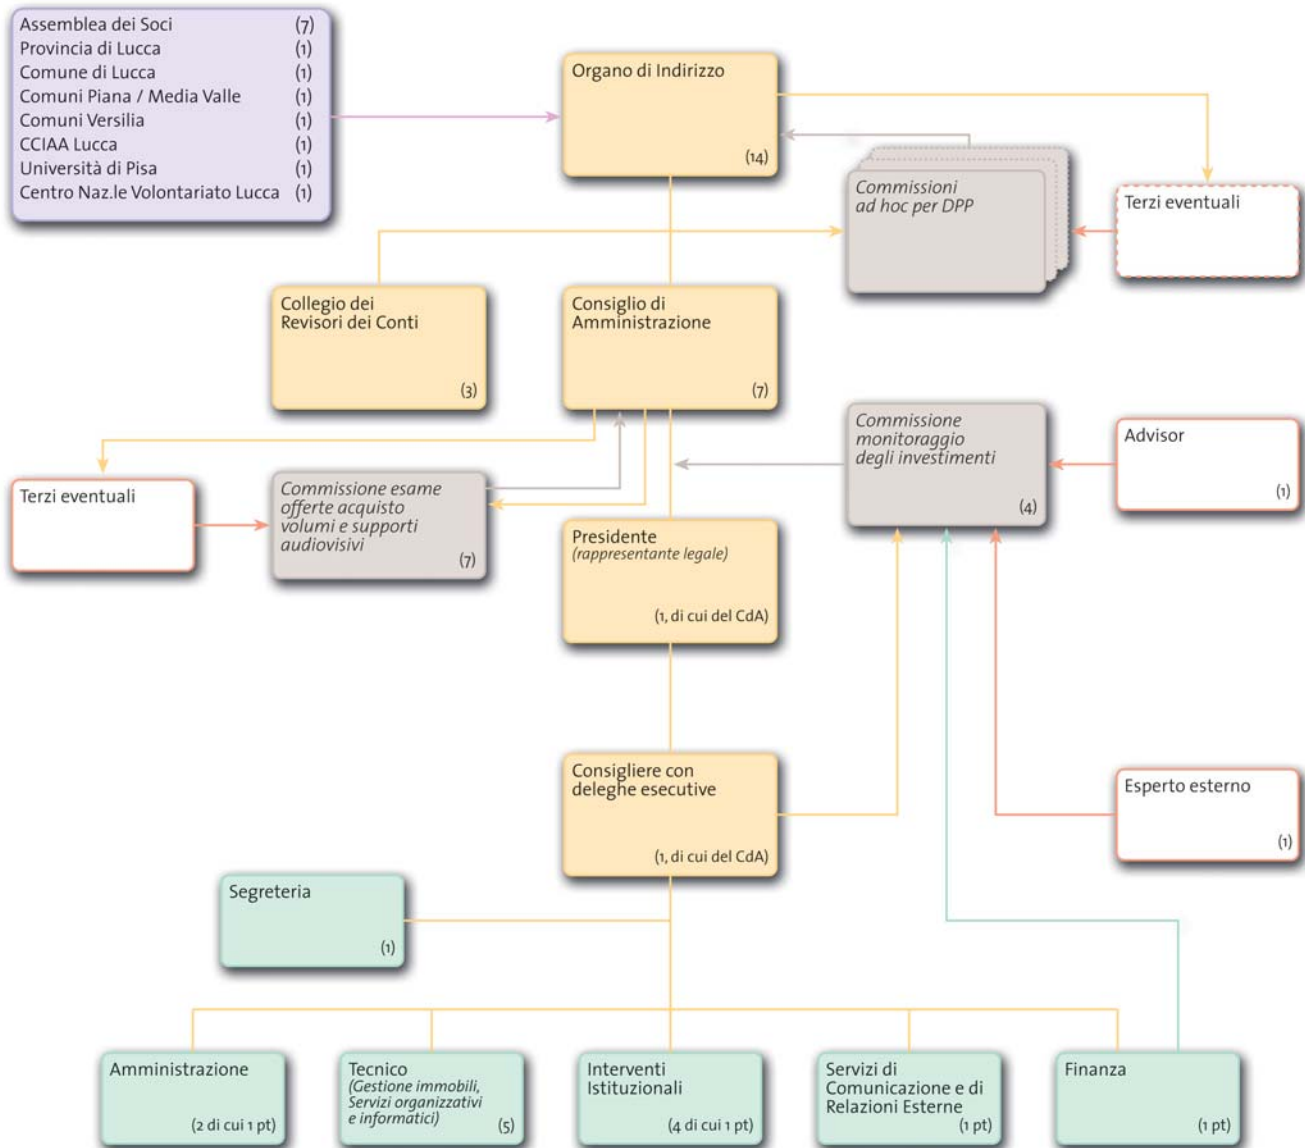 Assemblea dei Soci (7)
Provincia di Lucca (1)
Comune di Lucca (1)
Comuni Piana / Media Valle (1)
Comuni Versilia (1)
CCIAA Lucca (1)
Università di Pisa (1)
Centro Naz.le Volontariato Lucca (1)
Organo di Indirizzo
(14)
Commissioni
ad hoc per DPP
Terzi eventuali
Collegio dei
Revisori dei Conti
(3)
Consiglio di
Amministrazione
(7)
Commissione
monitoraggio
degli investimenti
(4)
Advisor
(1)
Terzi eventuali
Commissione esame
offerte acquisto
volumi e supporti
audiovisivi
(7)
Presidente
(rappresentante legale)
(1, di cui del CdA)
Consigliere con
deleghe esecutive
(1, di cui del CdA)
Esperto esterno
(1)
Segreteria
(1)
Amministrazione
(2 di cui 1 pt)
Tecnico
(Gestione immobili,
Servizi organizzativi
e informatici)
(5)
Interventi
Istituzionali
(4 di cui 1 pt)
Servizi di
Comunicazione e di
Relazioni Esterne
(1 pt)
Finanza
(1 pt)